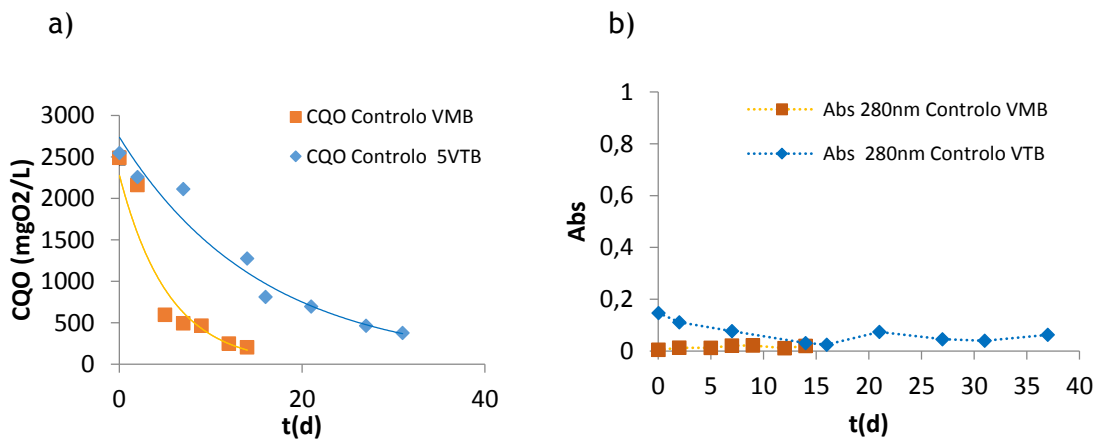 a)
CQO (mgO2/L)
3000
2500
2000
1500
1000
500
0
0 20 40
t(d)
CQO Controlo VMB
CQO Controlo 5VTB
b)
Abs
1
0,8
0,6
0,4
0,2
0
0 5 10 15 20 25 30 35 40
t(d)
Abs 280nm Controlo VMB
Abs 280nm Controlo VTB